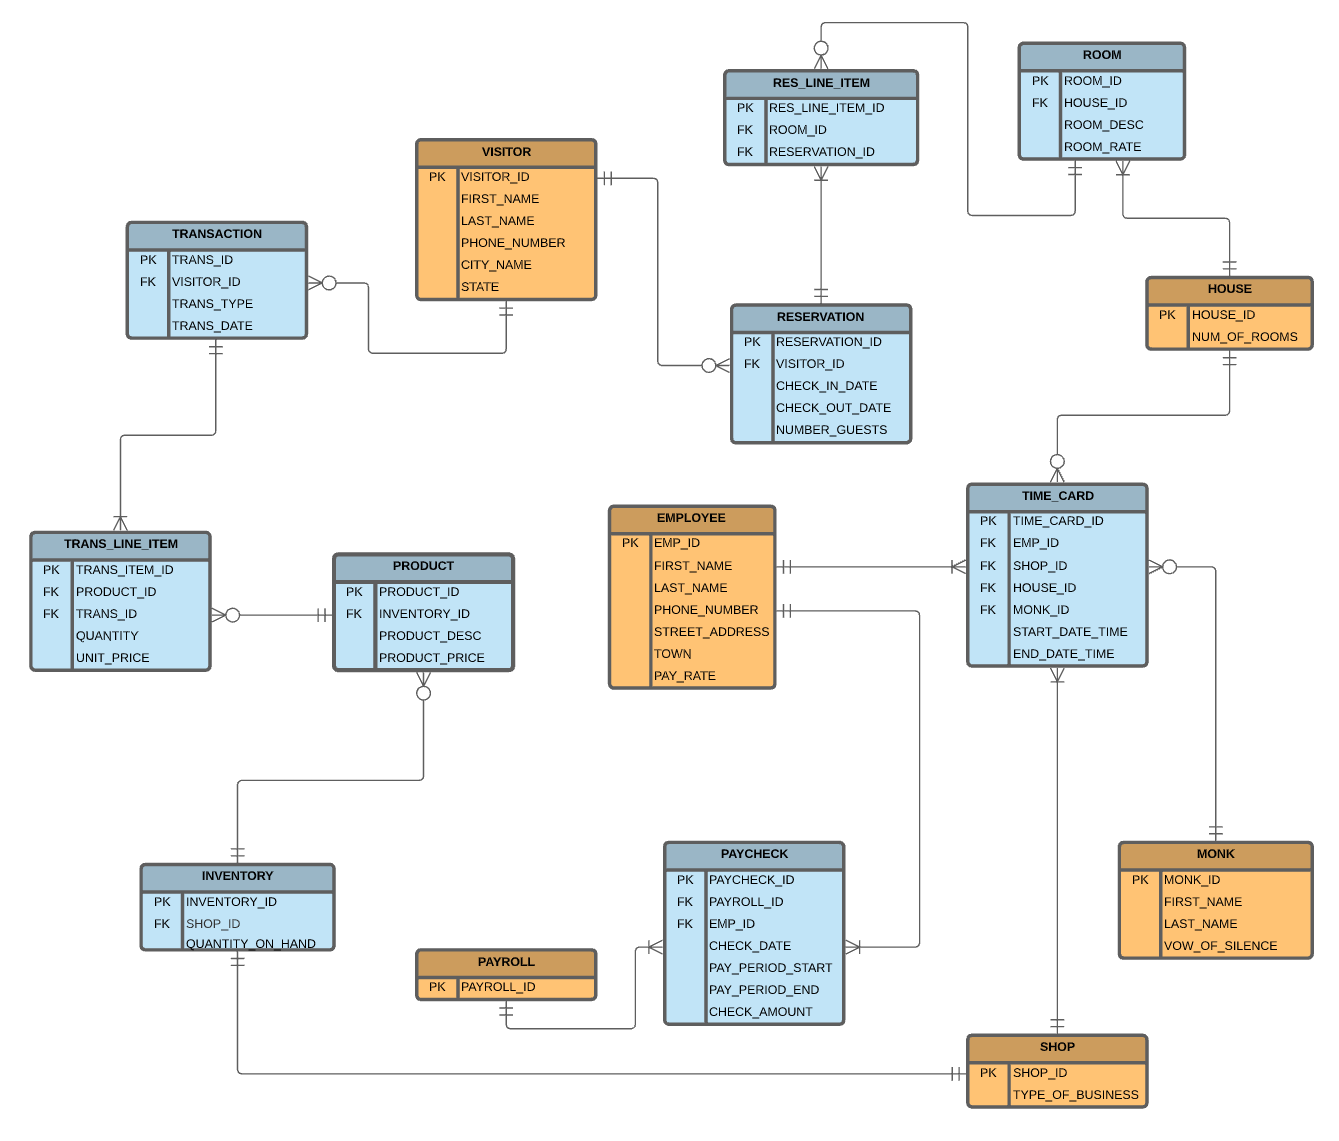 RES_LINE_ITEM
PK RES_LINE_ITEM_ID
FK ROOM_ID
FK RESERVATION_ID
ROOM
PK ROOM_ID
FK HOUSE_ID
ROOM_DESC
ROOM_RATE
VISITOR
PK VISITOR_ID
FIRST_NAME
LAST_NAME
PHONE_NUMBER
CITY_NAME
STATE
TRANSACTION
PK TRANS_ID
FK VISITOR_ID
TRANS_TYPE
TRANS_DATE
RESERVATION
PK RESERVATION_ID
FK VISITOR_ID
CHECK_IN_DATE
CHECK_OUT_DATE
NUMBER_GUESTS
HOUSE
PK HOUSE_ID
NUM_OF_ROOMS
TRANS_LINE_ITEM
PK TRANS_ITEM_ID
FK PRODUCT_ID
FK TRANS_ID
QUANTITY
UNIT_PRICE
PRODUCT
PK PRODUCT_ID
FK INVENTORY_ID
PRODUCT_DESC
PRODUCT_PRICE
EMPLOYEE
PK EMP_ID
FIRST_NAME
LAST_NAME
PHONE_NUMBER
STREET_ADDRESS
TOWN
PAY_RATE
TIME_CARD
PK TIME_CARD_ID
FK EMP_ID
FK SHOP_ID
FK HOUSE_ID
FK MONK_ID
START_DATE_TIME
END_DATE_TIME
INVENTORY
PK INVENTORY_ID
FK SHOP_ID
QUANTITY_ON_HAND
PAYROLL
PK PAYROLL_ID
PAYCHECK
PK PAYCHECK_ID
FK PAYROLL_ID
FK EMP_ID
CHECK_DATE
PAY_PERIOD_START
PAY_PERIOD_END
CHECK_AMOUNT
MONK
PK MONK_ID
FIRST_NAME
LAST_NAME
VOW_OF_SILENCE
SHOP
PK SHOP_ID
TYPE_OF_BUSINESS